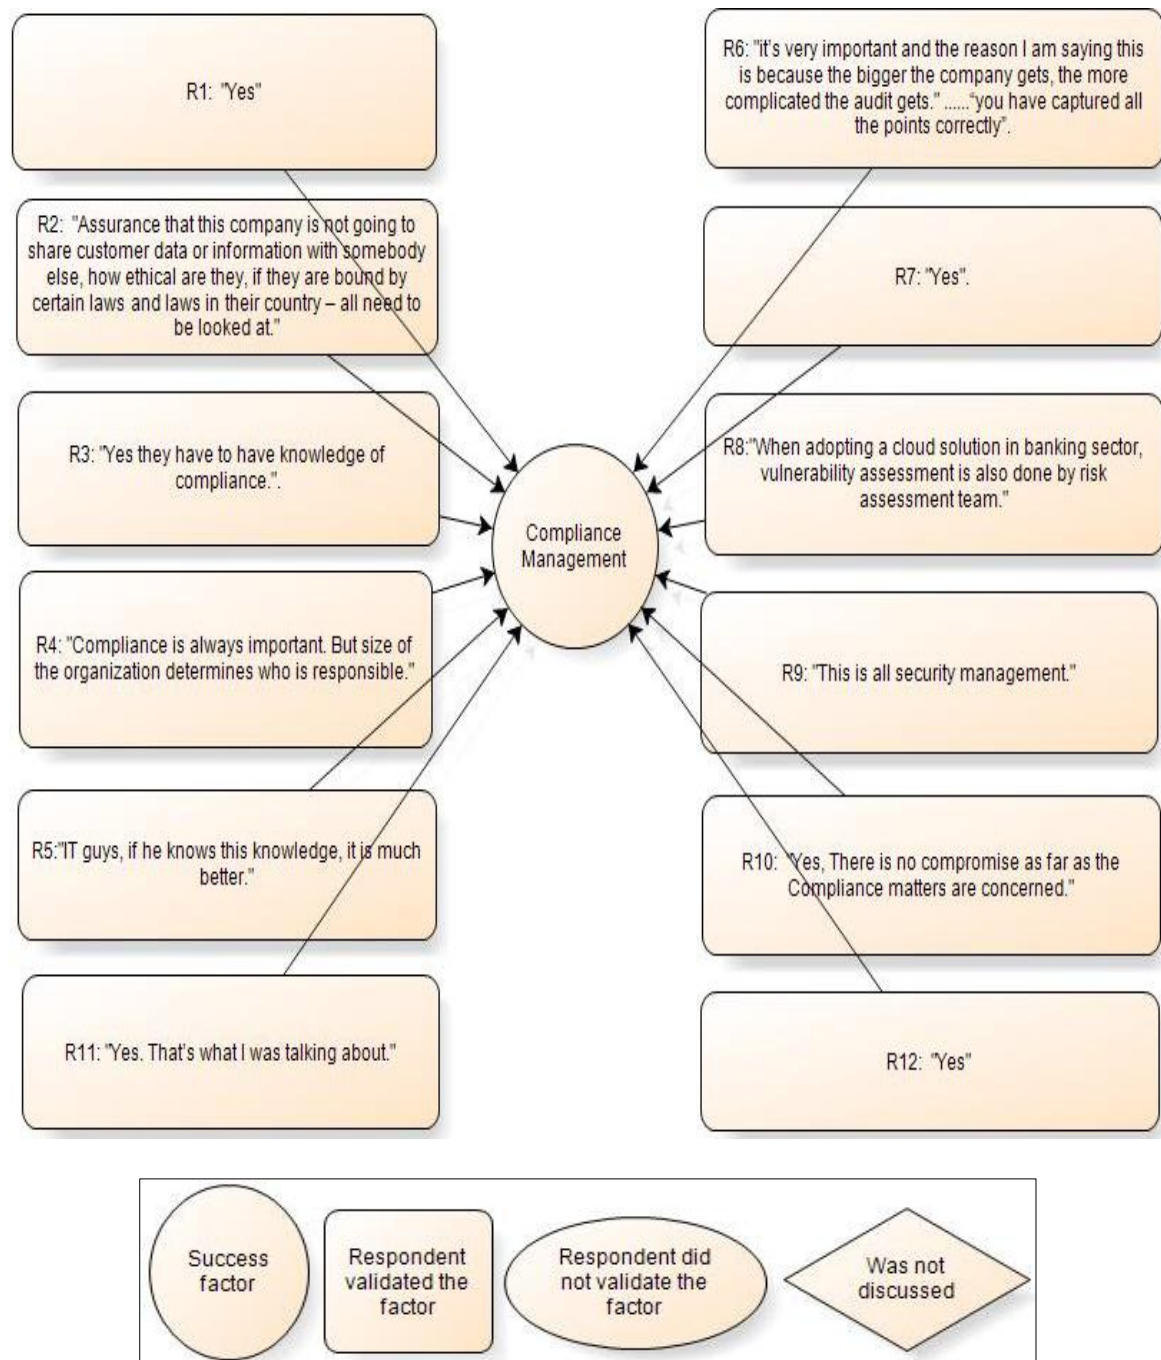 R1: "Yes"
R2: "Assurance that this company is not going to
share customer data or information with somebody
else, how ethical are they, if they are bound by
certain laws and laws in their country – all need to
be looked at."
R3: "Yes they have to have knowledge of
compliance.".
R4: "Compliance is always important. But size of
the organization determines who is responsible."
R5:"IT guys, if he knows this knowledge, it is much
better."
R11: "Yes. That's what I was talking about."
Compliance
Management
R6: "it's very important and the reason I am saying this
is because the bigger the company gets, the more
complicated the audit gets." ......"you have captured all
the points correctly".
R7: "Yes".
R8:"When adopting a cloud solution in banking sector,
vulnerability assessment is also done by risk
assessment team."
R9: "This is all security management."
R10: "Yes, There is no compromise as far as the
Compliance matters are concerned."
R12: "Yes"
Success
factor
Respondent
validated the
factor
Respondent did
not validate the
factor
Was not
discussed